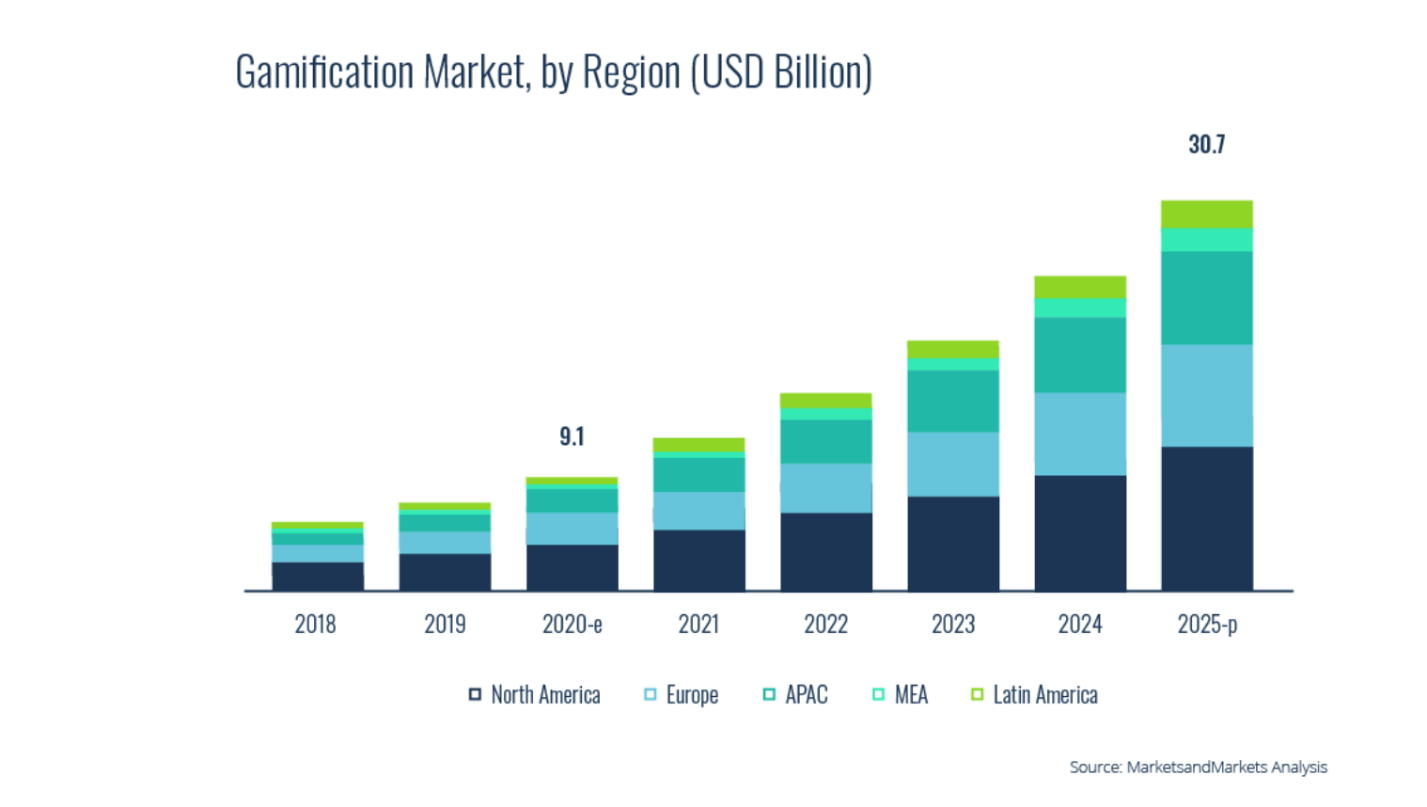 Gamification Market, by Region (USD Billion)
30.7
9.1
2018 2019 2020-e 2021 2022 2023 2024 2025-p
North America Europe APAC MEA Latin America
Source: MarketsandMarkets Analysis